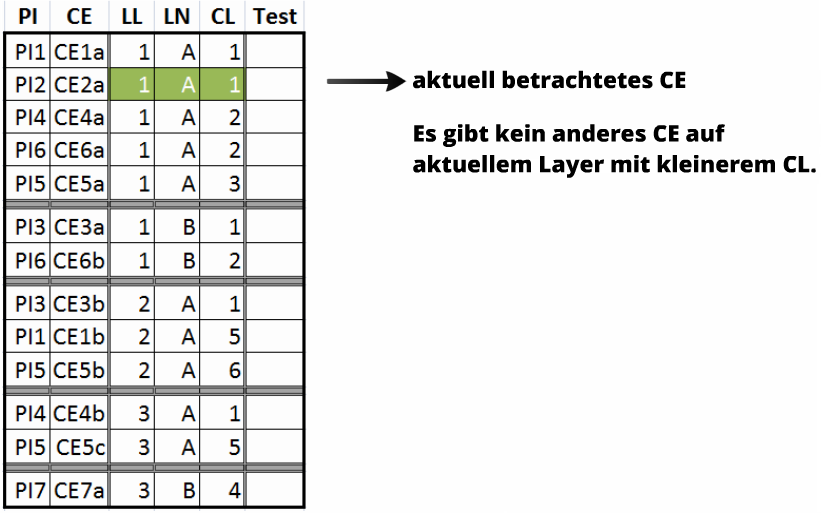 PI CE LL LN CL Test
PI1 CE1a 1 A 1
PI2 CE2a 1 A 1
aktuell betrachtetes CE
PI4 CE4a 1 A 2
Es gibt kein anderes CE auf
PI6 CE6a 1 A 2
aktuellem Layer mit kleinerem CL.
PI5 CE5a 1 A 3
PI3 CE3a 1 B 1
PI6 CE6b 1 B 2
PI3 CE3b 2 A 1
PI1 CE1b 2 A 5
PI5 CE5b 2 A 6
PI4 CE4b 3 A 1
PI5 CE5c 3 A 5
PI7 CE7a 3 B 4